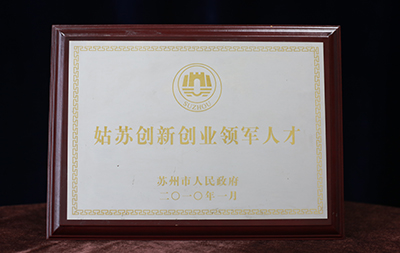 SUZHOU
姑苏创新创业领军人才
苏州市人民政府
二〇一〇年一月